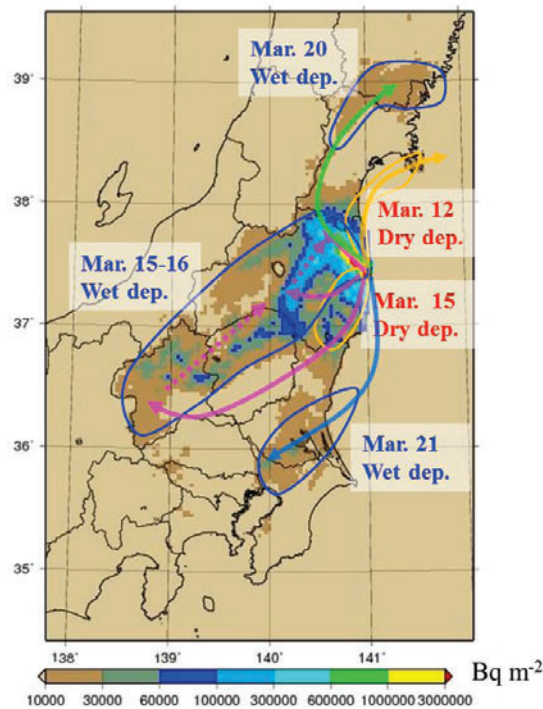 Mar. 20
Wet dep.
39°
38°
Mar. 12
Dry dep.
Mar. 15-16
Wet dep.
Mar. 15
Dry dep.
37°
36°
Mar. 21
Wet dep.
35°
138° 139° 140° 141°
Bq m-2
10000 30000 60000 100000 300000 600000 1000000 3000000